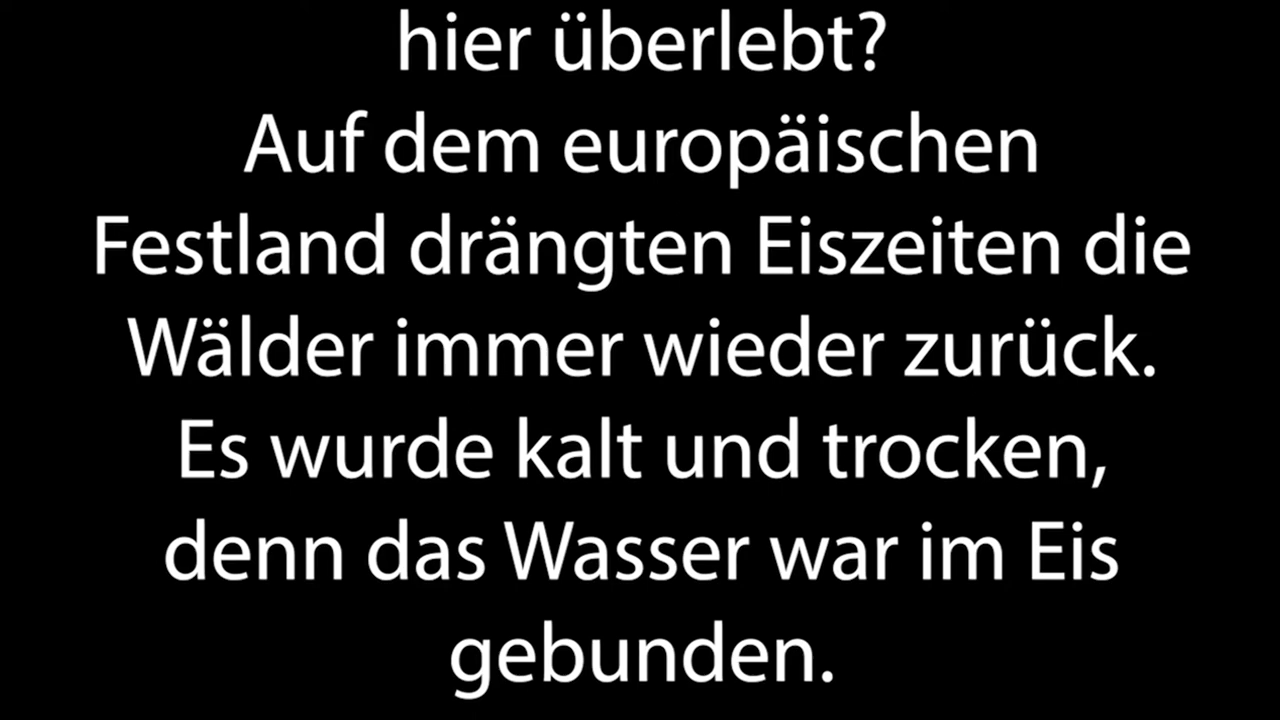 hier überlebt?
Auf dem europäischen
Festland drängten Eiszeiten die
Wälder immer wieder zurück.
Es wurde kalt und trocken,
denn das Wasser war im Eis
gebunden.